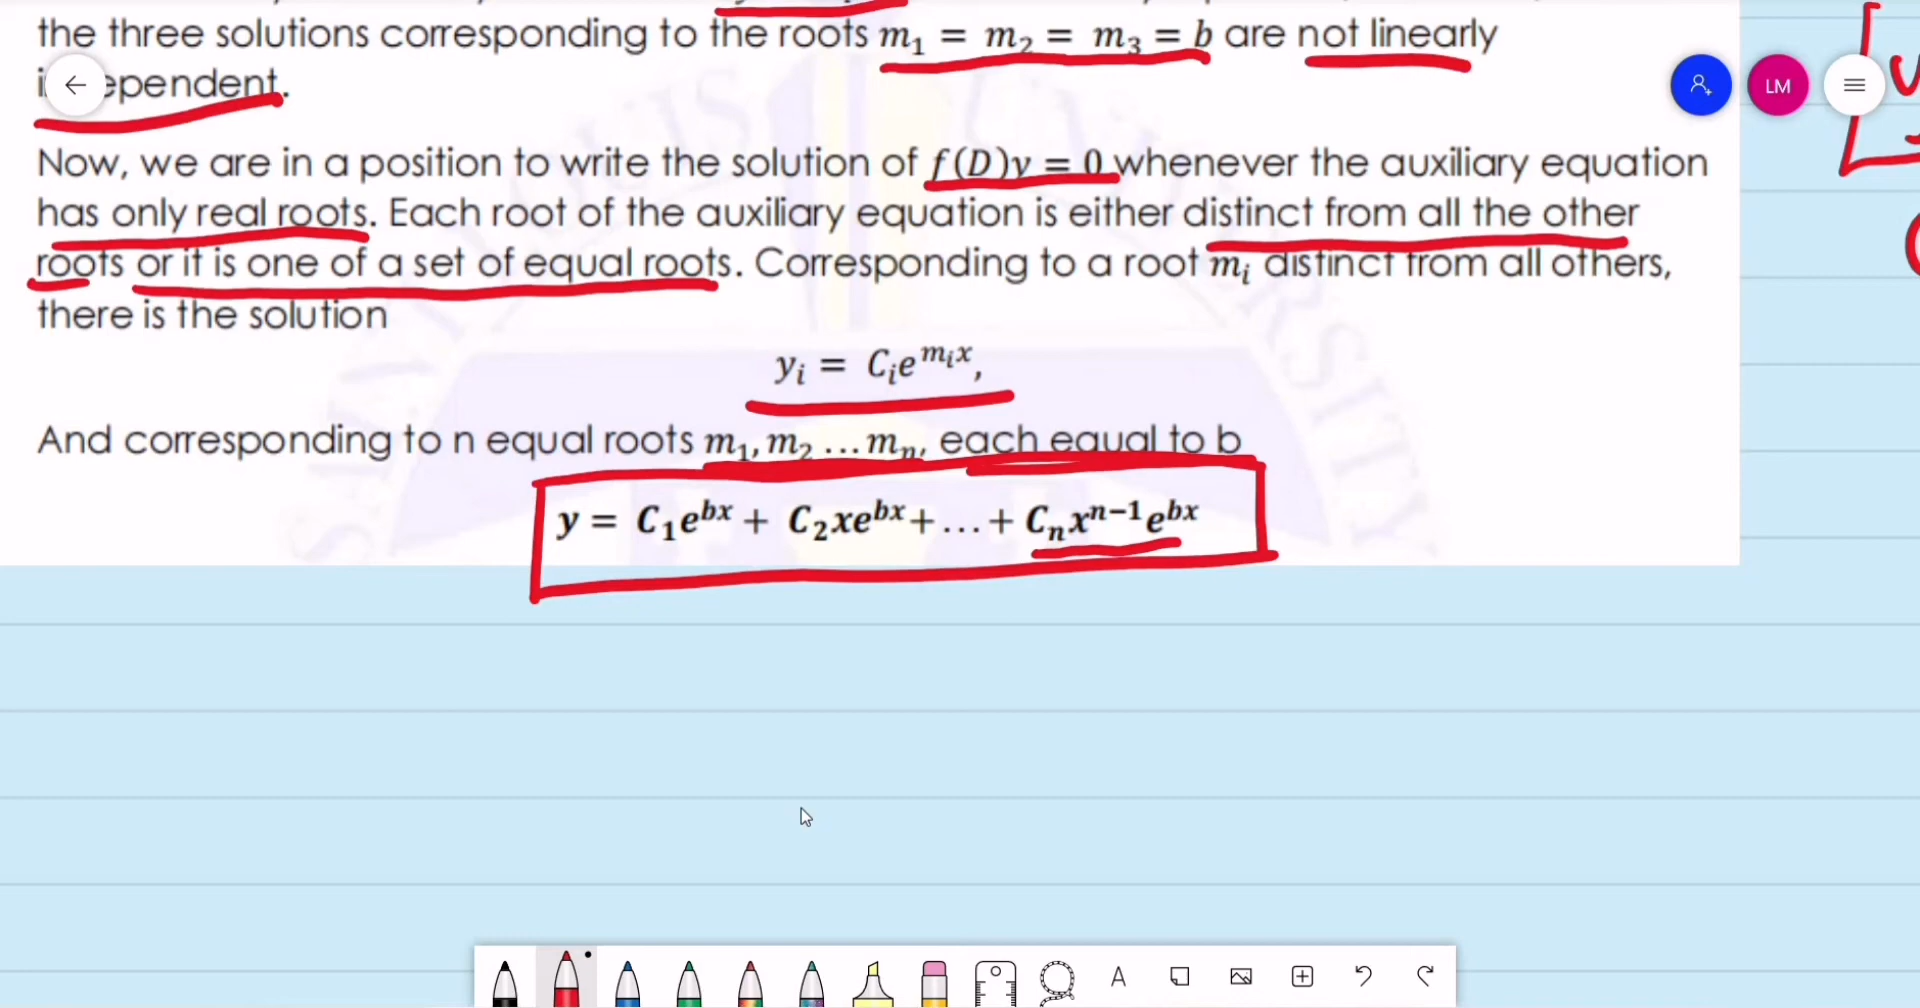 the three solutions corresponding to the roots m₁ = m₂ = m₃ = b are not linearly
ependent.
LM
Now, we are in a position to write the solution of f(D)y = 0 whenever the auxiliary equation
has only real roots. Each root of the auxiliary equation is either distinct from all the other
roots or it is one of a set of equal roots. Corresponding to a root mᵢ distinct from all others,
there is the solution
yᵢ = Cᵢe^{mᵢx},
And corresponding to n equal roots m₁, m₂ ... mₙ, each equal to b
y = C₁e^{bx} + C₂xe^{bx} + ... + Cₙx^{n−1}e^{bx}
A